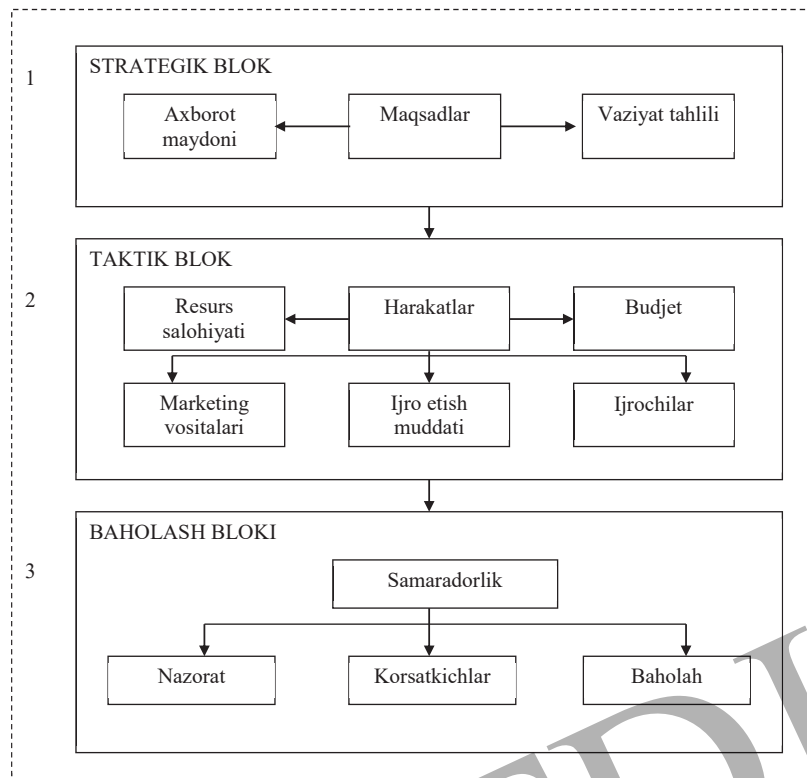 1
STRATEGIK BLOK
Axborot
maydoni
Maqsadlar
Vaziyat tahlili
2
TAKTIK BLOK
Resurs
salohiyati
Harakatlar
Budjet
Marketing
vositalari
Ijro etish
muddati
Ijrochilar
3
BAHOLASH BLOKI
Samaradorlik
Nazorat
Korsatkichlar
Baholah